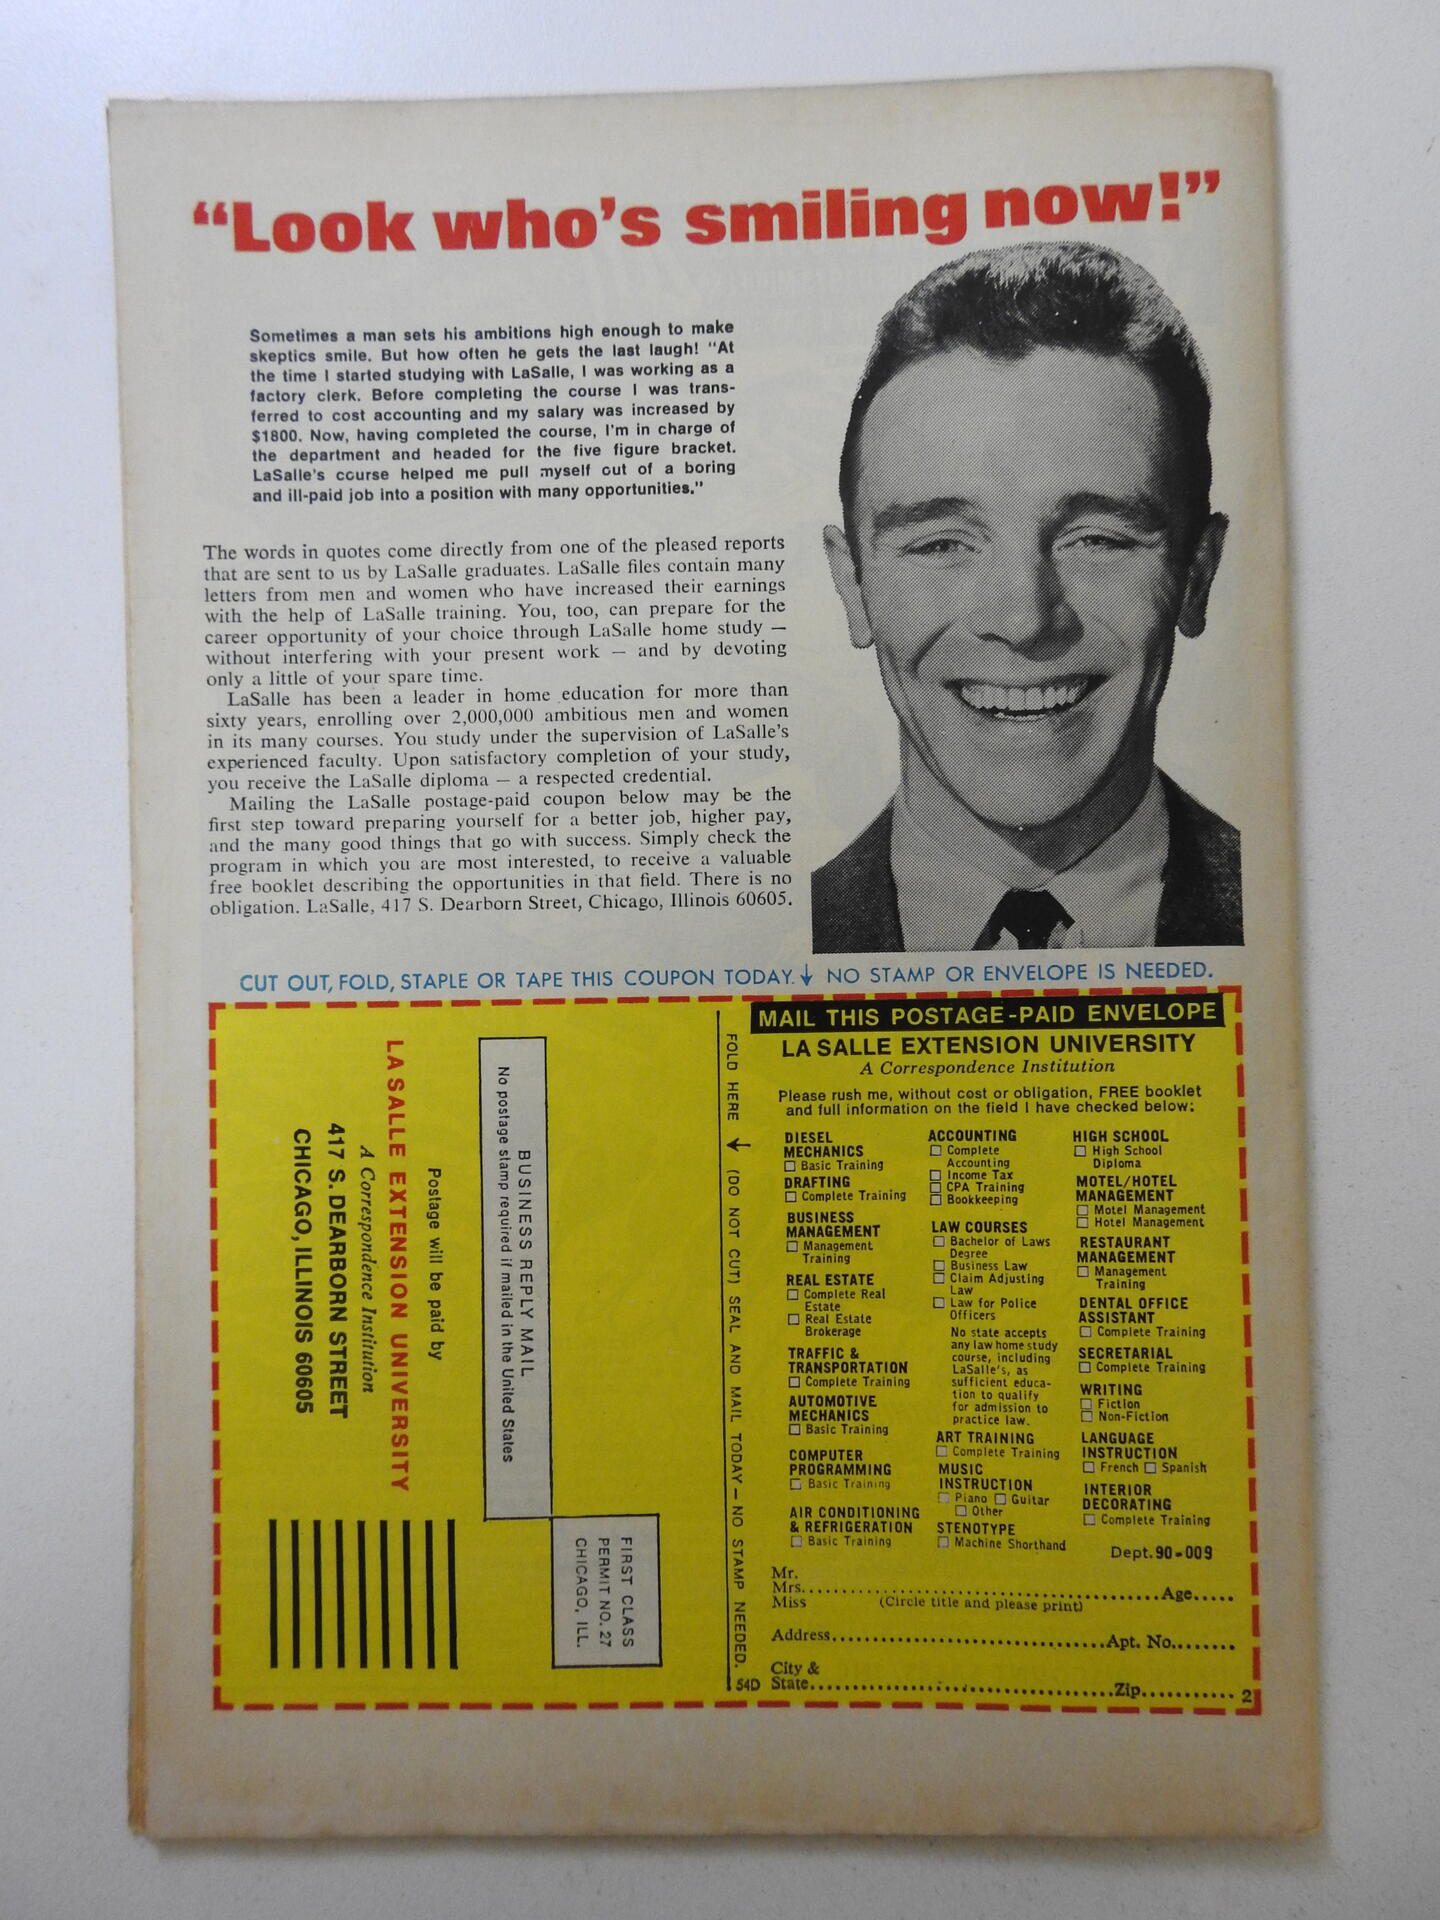 “Look who’s smiling now!”
Sometimes a man sets his ambitions high enough to make
skeptics smile. But how often he gets the last laugh! “At
the time I started studying with LaSalle, I was working as a
factory clerk. Before completing the course I was trans-
ferred to cost accounting and my salary was increased by
$1800. Now, having completed the course, I’m in charge of
the department and headed for the five figure bracket.
LaSalle’s course helped me pull myself out of a boring
and ill-paid job into a position with many opportunities.”
The words in quotes come directly from one of the pleased reports
that are sent to us by LaSalle graduates. LaSalle files contain many
letters from men and women who have increased their earnings
with the help of LaSalle training. You, too, can prepare for the
career opportunity of your choice through LaSalle home study —
without interfering with your present work — and by devoting
only a little of your spare time.
LaSalle has been a leader in home education for more than
sixty years, enrolling over 2,000,000 ambitious men and women
in its many courses. You study under the supervision of LaSalle’s
experienced faculty. Upon satisfactory completion of your study,
you receive the LaSalle diploma — a respected credential.
Mailing the LaSalle postage-paid coupon below may be the
first step toward preparing yourself for a better job, higher pay,
and the many good things that go with success. Simply check the
program in which you are most interested, to receive a valuable
free booklet describing the opportunities in that field. There is no
obligation. LaSalle, 417 S. Dearborn Street, Chicago, Illinois 60605.
CUT OUT, FOLD, STAPLE OR TAPE THIS COUPON TODAY. ↓ NO STAMP OR ENVELOPE IS NEEDED.
FIRST CLASS
PERMIT NO. 27
CHICAGO, ILL.
BUSINESS REPLY MAIL
No postage stamp required if mailed in the United States
Postage will be paid by
LA SALLE EXTENSION UNIVERSITY
A Correspondence Institution
417 S. DEARBORN STREET
CHICAGO, ILLINOIS 60605
FOLD HERE ↓ (DO NOT CUT) SEAL AND MAIL TODAY — NO STAMP NEEDED.
54D
MAIL THIS POSTAGE-PAID ENVELOPE
LA SALLE EXTENSION UNIVERSITY
A Correspondence Institution
Please rush me, without cost or obligation, FREE booklet
and full information on the field I have checked below:
DIESEL
MECHANICS
☐ Basic Training
DRAFTING
☐ Complete Training
BUSINESS
MANAGEMENT
☐ Management
Training
REAL ESTATE
☐ Complete Real
Estate
☐ Real Estate
Brokerage
TRAFFIC &
TRANSPORTATION
☐ Complete Training
AUTOMOTIVE
MECHANICS
☐ Basic Training
COMPUTER
PROGRAMMING
☐ Basic Training
AIR CONDITIONING
& REFRIGERATION
☐ Basic Training
ACCOUNTING
☐ Complete
Accounting
☐ Income Tax
☐ CPA Training
☐ Bookkeeping
LAW COURSES
☐ Bachelor of Laws
Degree
☐ Business Law
☐ Claim Adjusting
Law
☐ Law for Police
Officers
No state accepts
any law home study
course, including
LaSalle’s, as
sufficient educa-
tion to qualify
for admission to
practice law.
ART TRAINING
☐ Complete Training
MUSIC
INSTRUCTION
☐ Piano ☐ Guitar
☐ Other
STENOTYPE
☐ Machine Shorthand
HIGH SCHOOL
☐ High School
Diploma
MOTEL/HOTEL
MANAGEMENT
☐ Motel Management
☐ Hotel Management
RESTAURANT
MANAGEMENT
☐ Management
Training
DENTAL OFFICE
ASSISTANT
☐ Complete Training
SECRETARIAL
☐ Complete Training
WRITING
☐ Fiction
☐ Non-Fiction
LANGUAGE
INSTRUCTION
☐ French ☐ Spanish
INTERIOR
DECORATING
☐ Complete Training
Dept. 90-009
Mr.
Mrs. Age
Miss (Circle title and please print)
Address Apt. No.
City &
State Zip 2